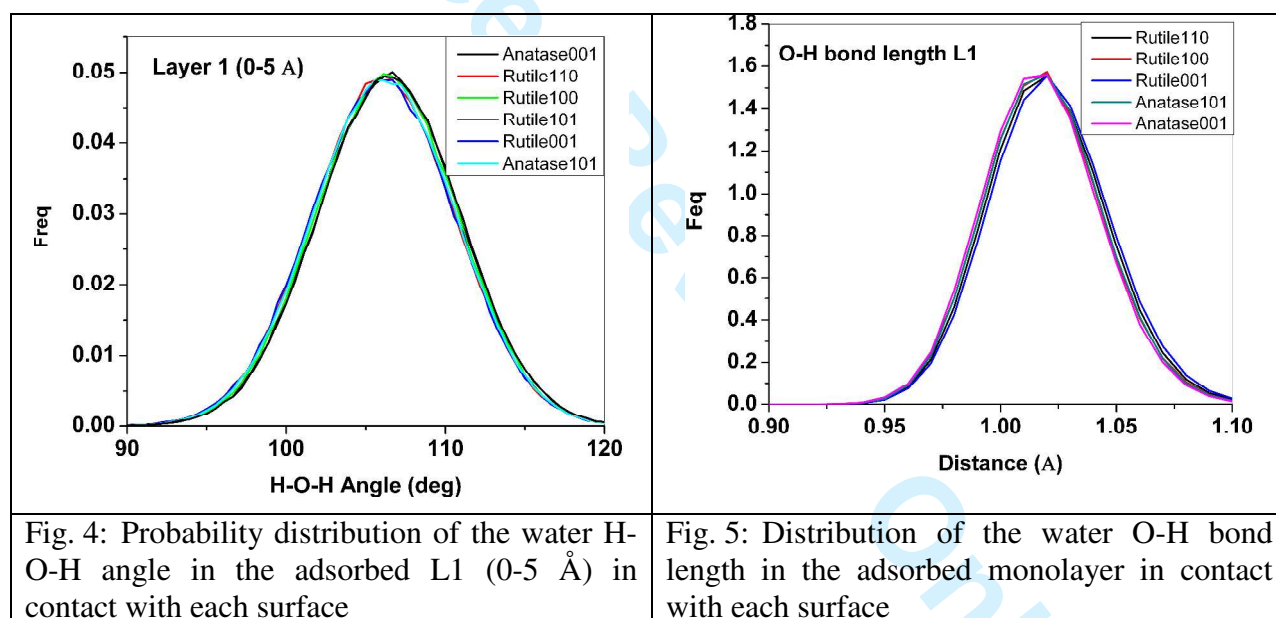 Layer 1 (0-5 A)
Anatase001
Rutile110
Rutile100
Rutile101
Rutile001
Anatase101
0.05
0.04
0.03
0.02
0.01
0.00
Freq
90
100
110
120
H-O-H Angle (deg)
O-H bond length L1
Rutile110
Rutile100
Rutile001
Anatase101
Anatase001
1.8
1.6
1.4
1.2
1.0
0.8
0.6
0.4
0.2
0.0
Feq
0.90
0.95
1.00
1.05
1.10
Distance (A)
Fig. 4: Probability distribution of the water H-
O-H angle in the adsorbed L1 (0-5 Å) in
contact with each surface
Fig. 5: Distribution of the water O-H bond
length in the adsorbed monolayer in contact
with each surface